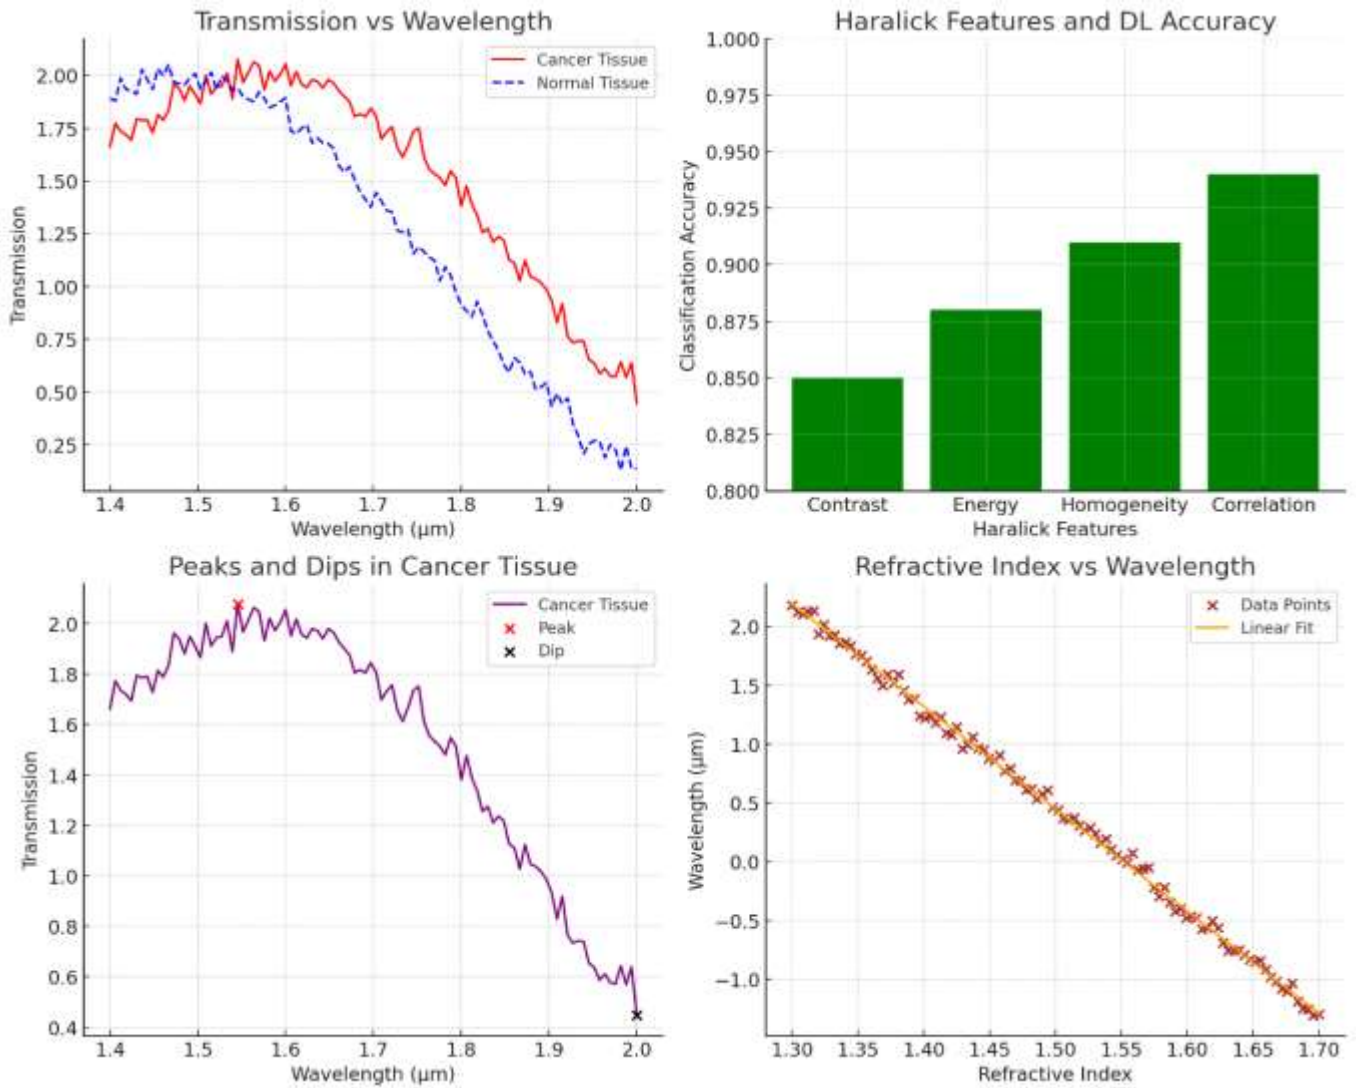 Transmission vs Wavelength
Cancer Tissue
Normal Tissue
2.00
1.75
1.50
1.25
1.00
0.75
0.50
0.25
Transmission
1.4 1.5 1.6 1.7 1.8 1.9 2.0
Wavelength (μm)
Haralick Features and DL Accuracy
1.000
0.975
0.950
0.925
0.900
0.875
0.850
0.825
0.800
Classification Accuracy
Contrast Energy Homogeneity Correlation
Haralick Features
Peaks and Dips in Cancer Tissue
Cancer Tissue
Peak
Dip
2.0
1.8
1.6
1.4
1.2
1.0
0.8
0.6
0.4
Transmission
1.4 1.5 1.6 1.7 1.8 1.9 2.0
Wavelength (μm)
Refractive Index vs Wavelength
Data Points
Linear Fit
2.0
1.5
1.0
0.5
0.0
−0.5
−1.0
Wavelength (μm)
1.30 1.35 1.40 1.45 1.50 1.55 1.60 1.65 1.70
Refractive Index